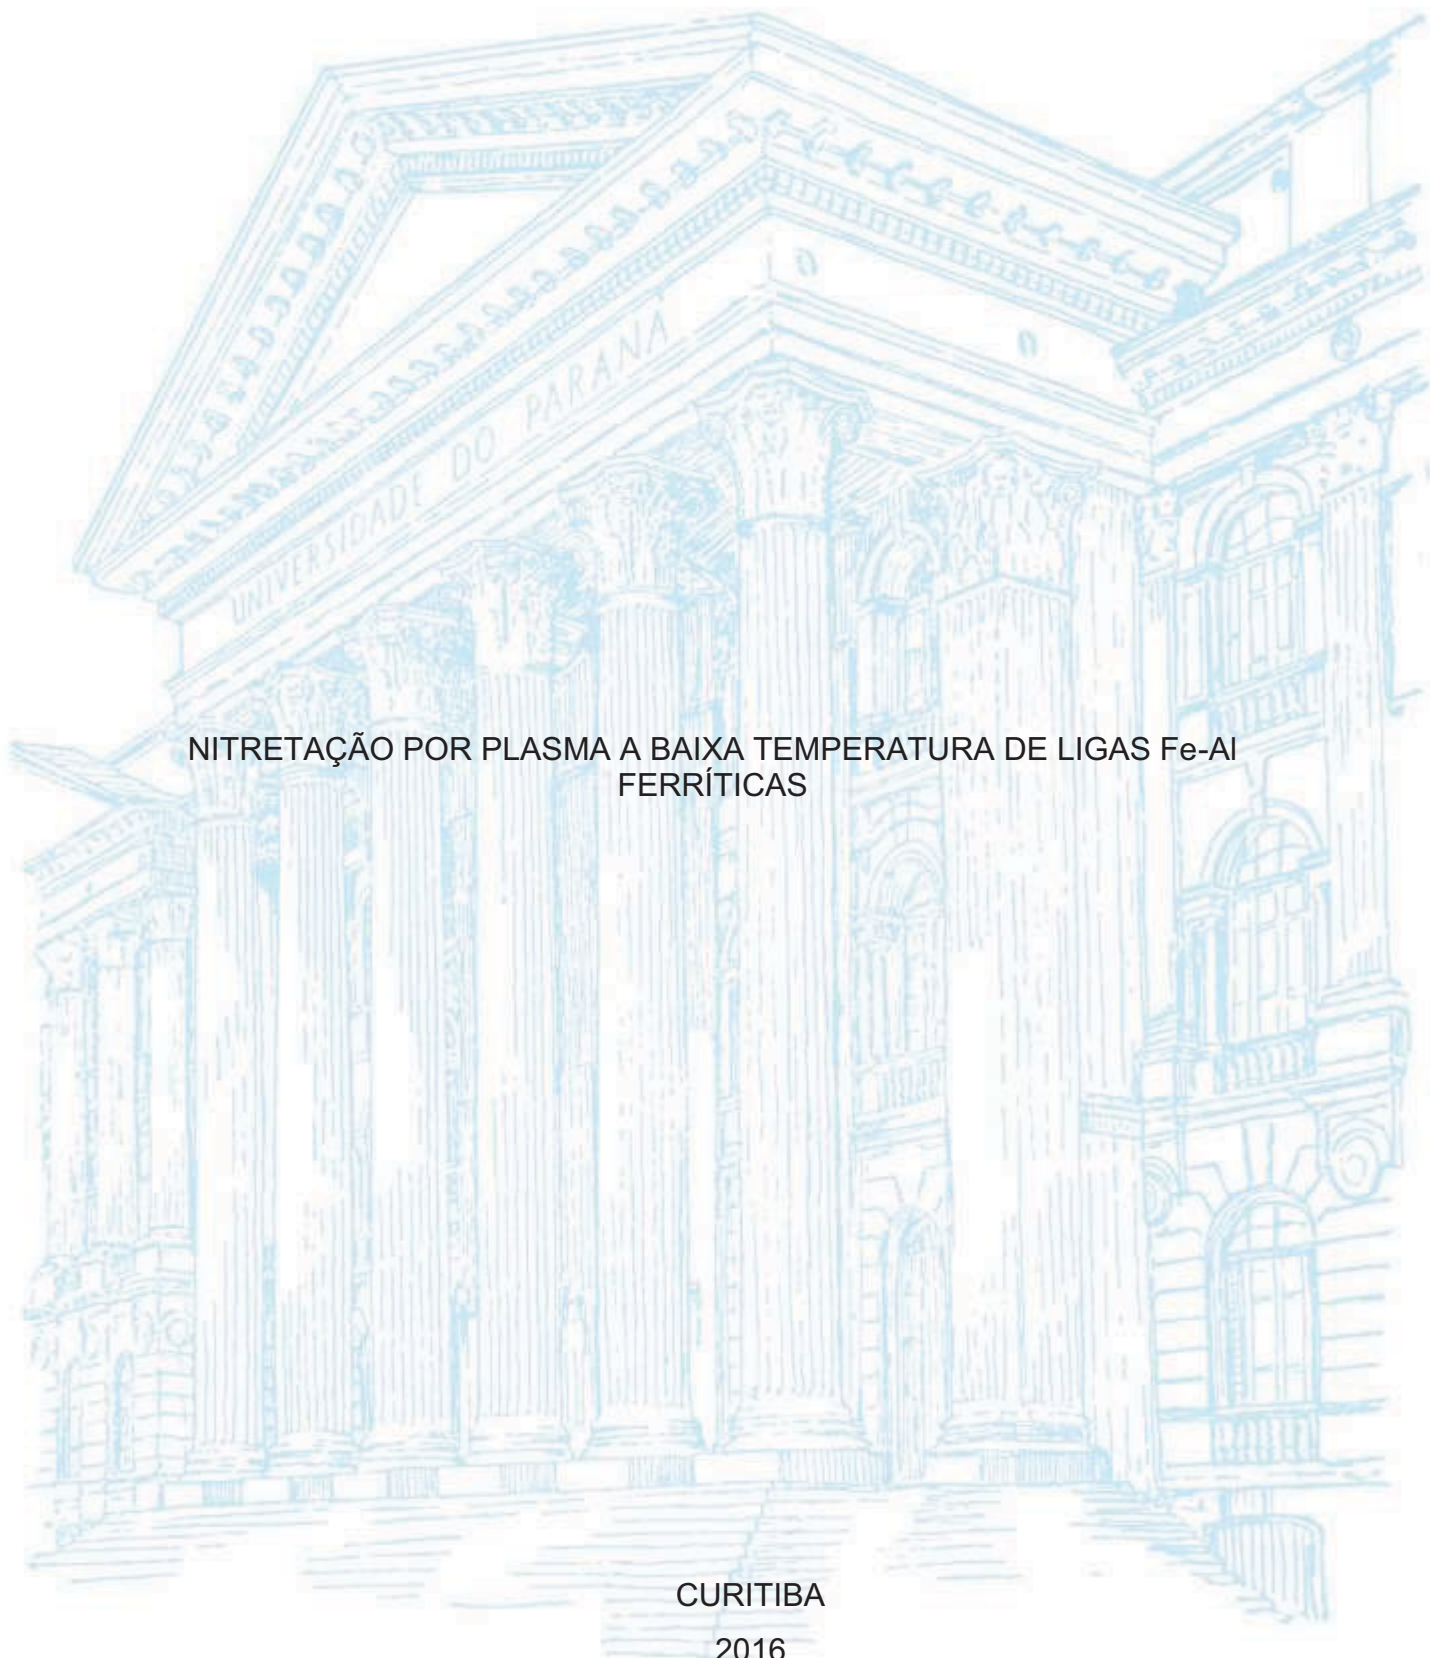 UNIVERSIDADE DO PARANÁ
NITRETAÇÃO POR PLASMA A BAIXA TEMPERATURA DE LIGAS Fe-Al
FERRÍTICAS
CURITIBA
2016